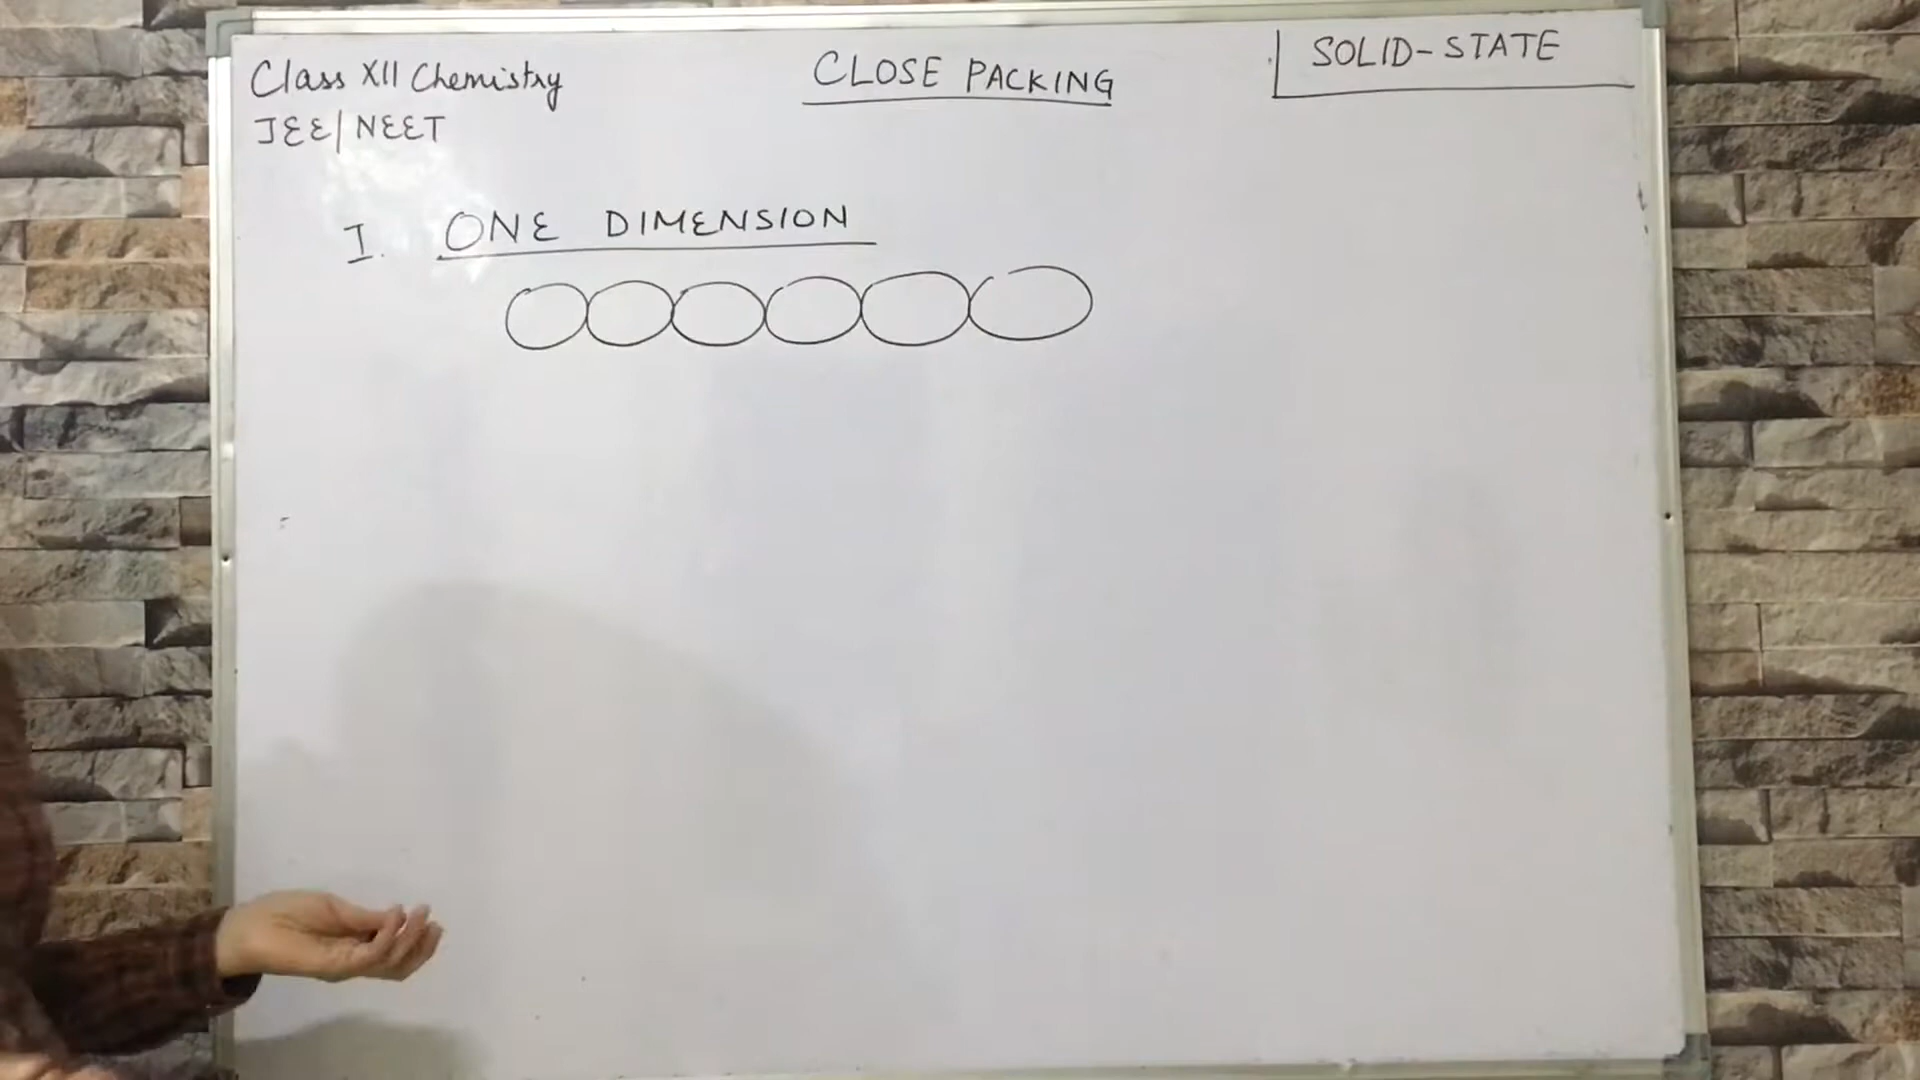 Class XII Chemistry
JEE/NEET
CLOSE PACKING
SOLID-STATE
I. ONE DIMENSION